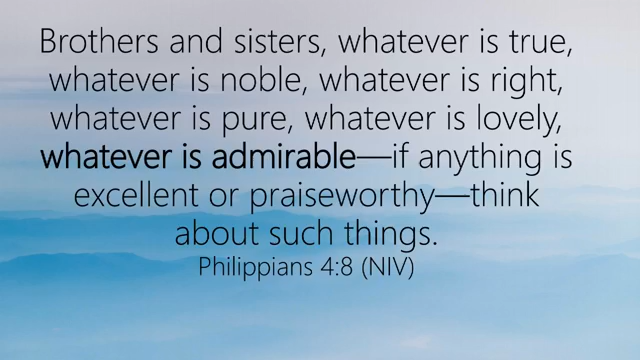 Brothers and sisters, whatever is true,
whatever is noble, whatever is right,
whatever is pure, whatever is lovely,
whatever is admirable—if anything is
excellent or praiseworthy—think
about such things.
Philippians 4:8 (NIV)